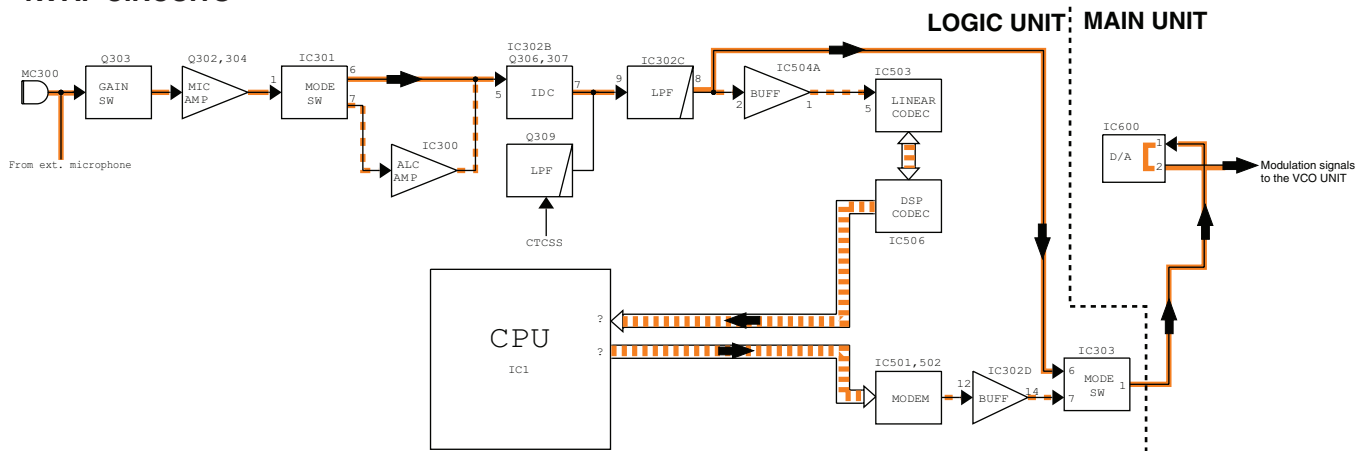 LOGIC UNIT MAIN UNIT
MC300
Q303
GAIN
SW
From ext. microphone
Q302,304
MIC
AMP
1
IC301
MODE
SW
6
7
IC300
ALC
AMP
IC302B
Q306,307
5
IDC
7
Q309
LPF
CTCSS
IC302C
9
LPF
8
IC504A
2
BUFF
1
IC503
5
LINEAR
CODEC
DSP
CODEC
IC506
CPU
IC1
?
?
IC501,502
MODEM
IC302D
12
BUFF
14
IC303
6
7
MODE
SW
1
IC600
D/A
1
2
Modulation signals
to the VCO UNIT